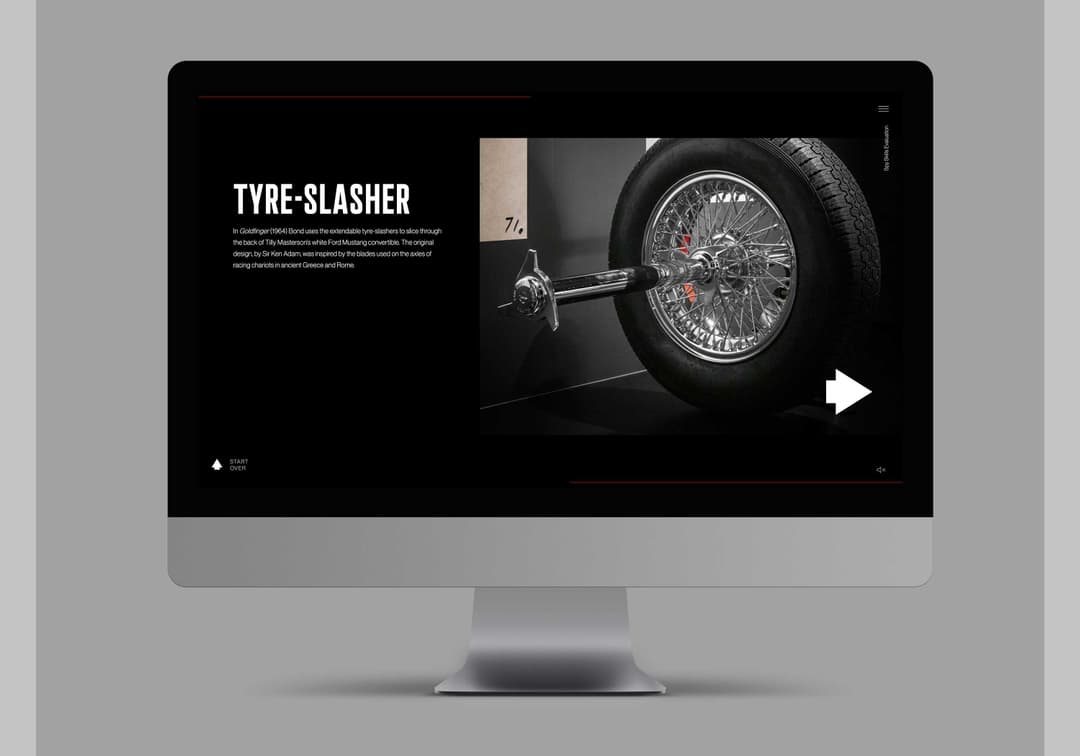 TYRE-SLASHER
In Goldfinger (1964) Bond uses the extendable tyre-slashers to slice through
the back of Tilly Masterson's white Ford Mustang convertible. The original
design, by Sir Ken Adam, was inspired by the blades used on the axles of
racing chariots in ancient Greece and Rome.
Spy Skills Evaluation
START
OVER